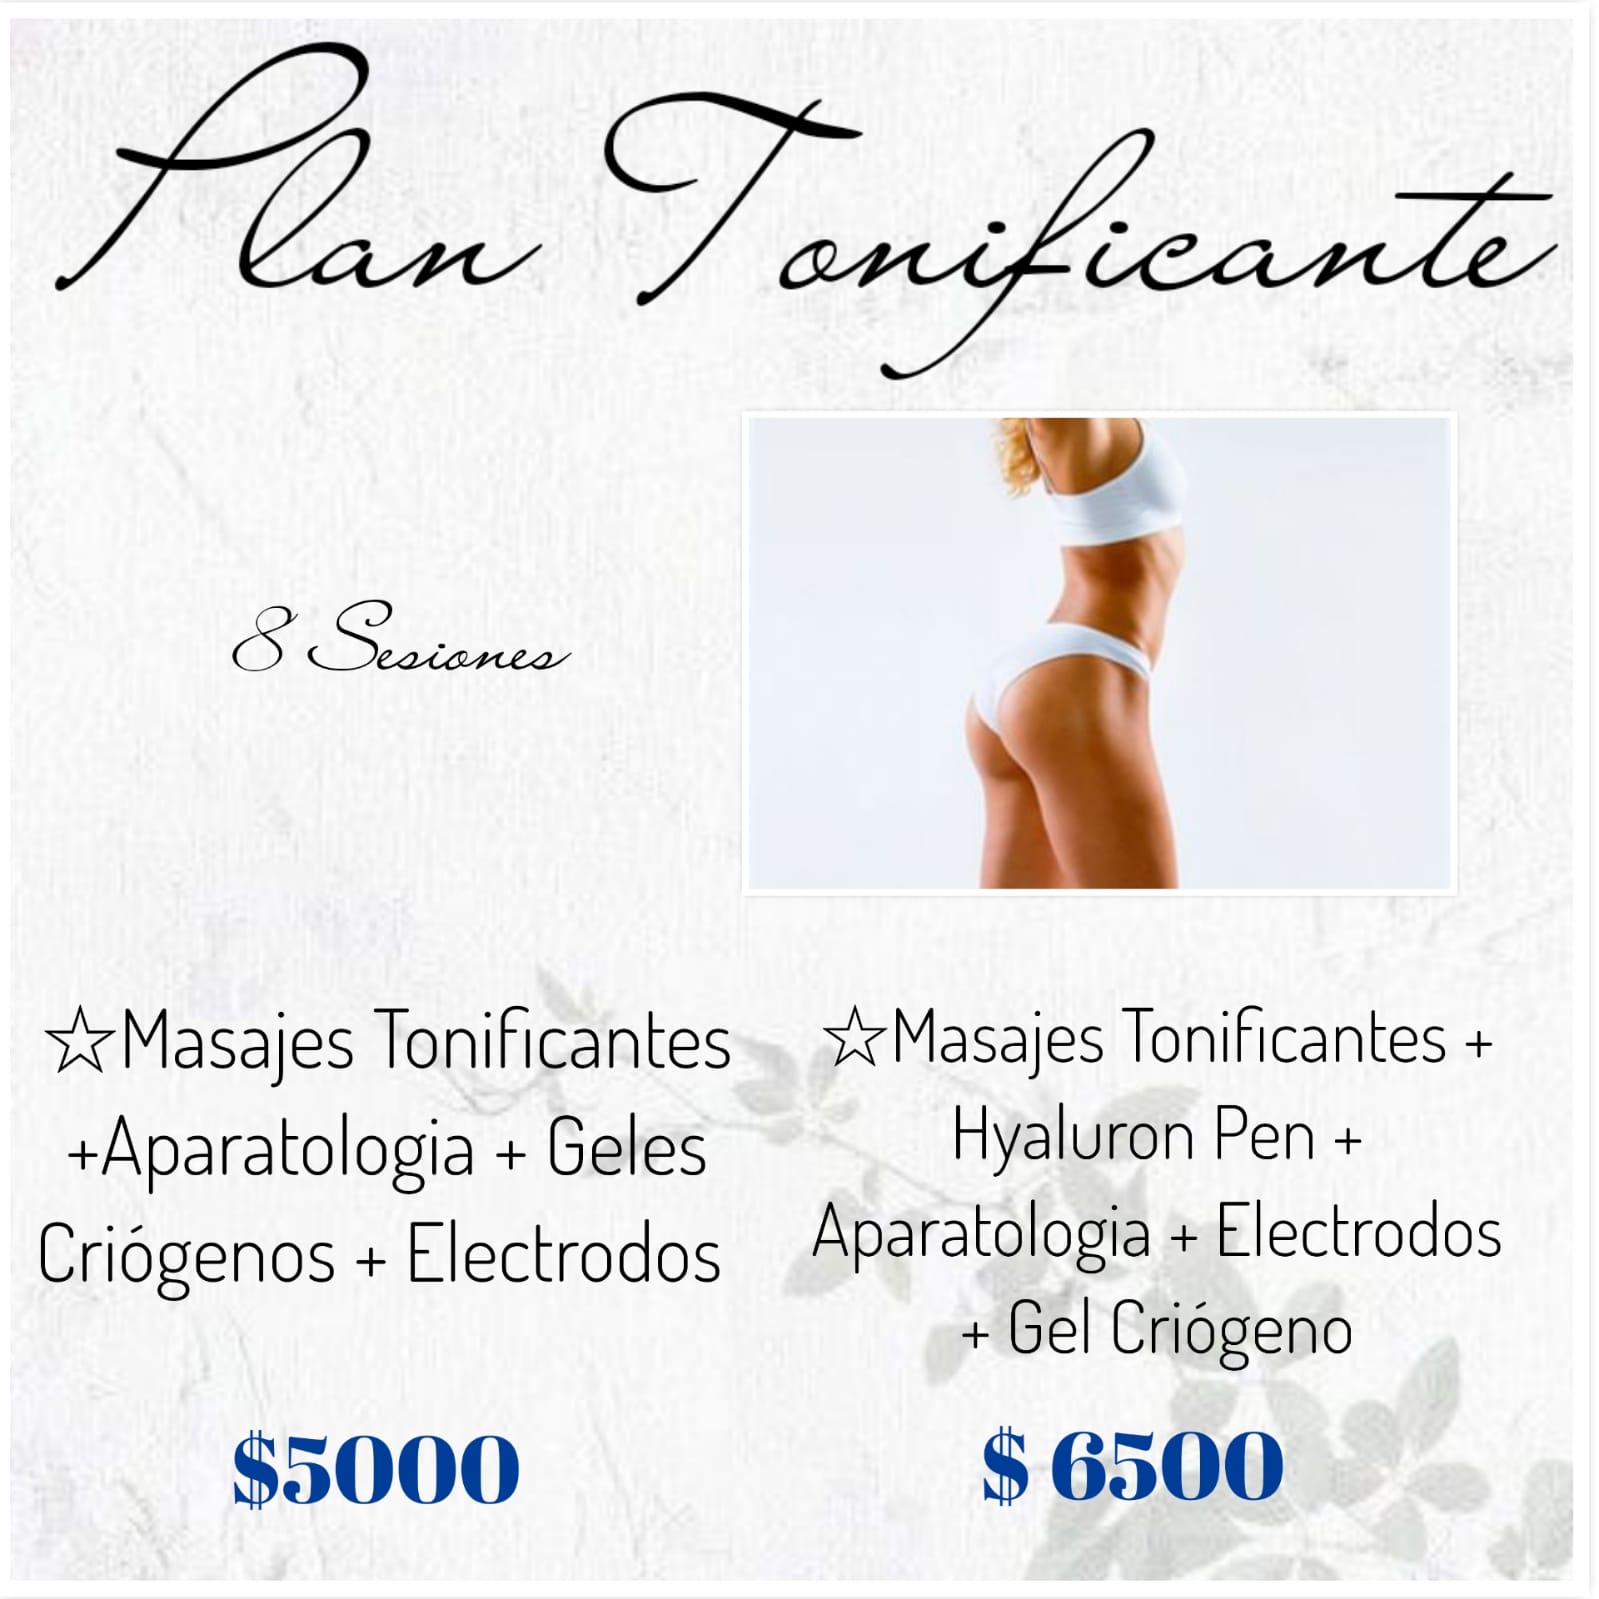 Plan Tonificante
8 Sesiones
☆Masajes Tonificantes
+Aparatologia + Geles
Criógenos + Electrodos
$5000
☆Masajes Tonificantes +
Hyaluron Pen +
Aparatologia + Electrodos
+ Gel Criógeno
$ 6500